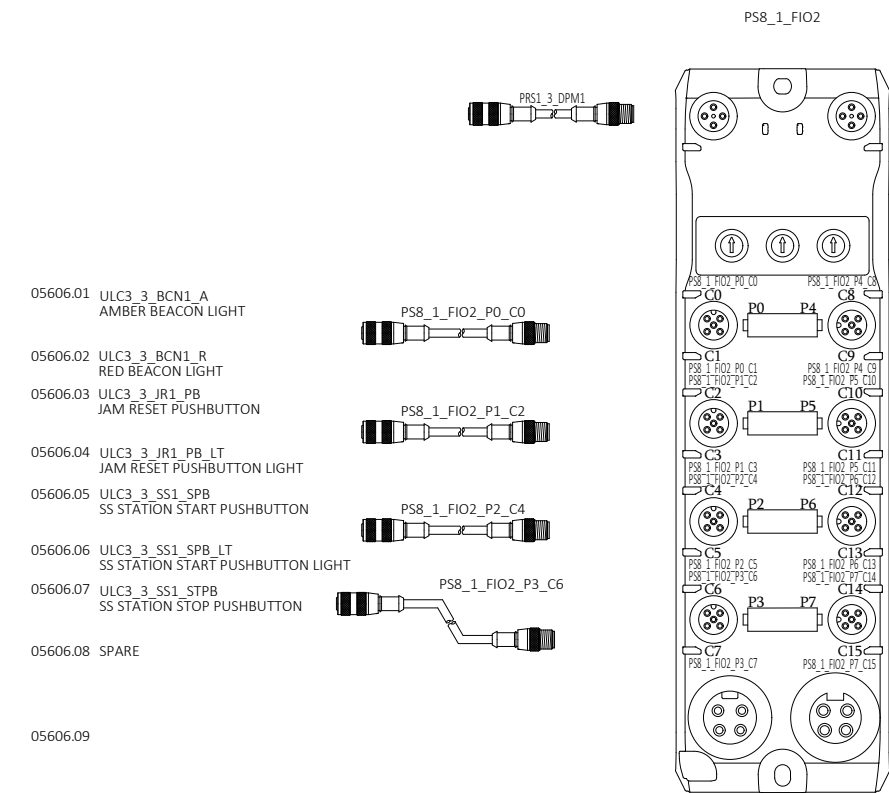 PS8_1_FIO2
PRS1_3_DPM1
05606.01 ULC3_3_BCN1_A
AMBER BEACON LIGHT
PS8_1_FIO2_P0_C0
05606.02 ULC3_3_BCN1_R
RED BEACON LIGHT
05606.03 ULC3_3_JR1_PB
JAM RESET PUSHBUTTON
PS8_1_FIO2_P1_C2
05606.04 ULC3_3_JR1_PB_LT
JAM RESET PUSHBUTTON LIGHT
05606.05 ULC3_3_SS1_SPB
SS STATION START PUSHBUTTON
PS8_1_FIO2_P2_C4
05606.06 ULC3_3_SS1_SPB_LT
SS STATION START PUSHBUTTON LIGHT
05606.07 ULC3_3_SS1_STPB
SS STATION STOP PUSHBUTTON
PS8_1_FIO2_P3_C6
05606.08 SPARE
05606.09
PS8_1_FIO2_P0_C0 PS8_1_FIO2_P4_C8
C0 C8
P0 P4
C1 C9
PS8_1_FIO2_P0_C1 PS8_1_FIO2_P4_C9
PS8_1_FIO2_P1_C2 PS8_1_FIO2_P5_C10
C2 C10
P1 P5
C3 C11
PS8_1_FIO2_P1_C3 PS8_1_FIO2_P5_C11
PS8_1_FIO2_P2_C4 PS8_1_FIO2_P6_C12
C4 C12
P2 P6
C5 C13
PS8_1_FIO2_P2_C5 PS8_1_FIO2_P6_C13
PS8_1_FIO2_P3_C6 PS8_1_FIO2_P7_C14
C6 C14
P3 P7
C7 C15
PS8_1_FIO2_P3_C7 PS8_1_FIO2_P7_C15